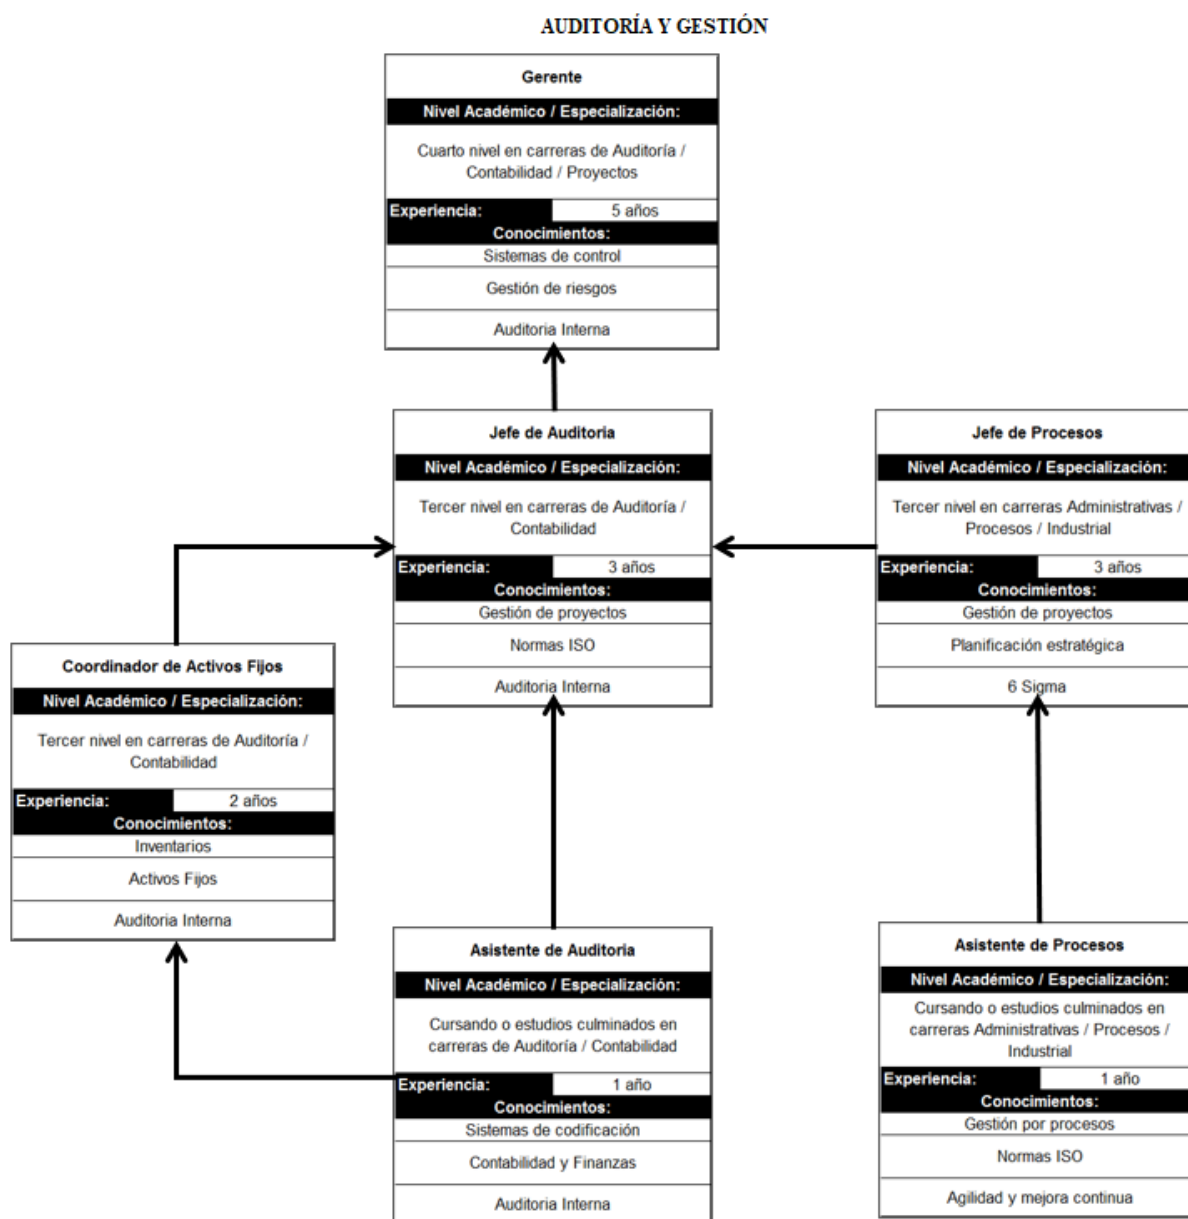 AUDITORÍA Y GESTIÓN
Gerente
Nivel Académico / Especialización:
Cuarto nivel en carreras de Auditoría /
Contabilidad / Proyectos
Experiencia: 5 años
Conocimientos:
Sistemas de control
Gestión de riesgos
Auditoria Interna
Jefe de Auditoria
Nivel Académico / Especialización:
Tercer nivel en carreras de Auditoría /
Contabilidad
Experiencia: 3 años
Conocimientos:
Gestión de proyectos
Normas ISO
Auditoria Interna
Jefe de Procesos
Nivel Académico / Especialización:
Tercer nivel en carreras Administrativas /
Procesos / Industrial
Experiencia: 3 años
Conocimientos:
Gestión de proyectos
Planificación estratégica
6 Sigma
Coordinador de Activos Fijos
Nivel Académico / Especialización:
Tercer nivel en carreras de Auditoría /
Contabilidad
Experiencia: 2 años
Conocimientos:
Inventarios
Activos Fijos
Auditoria Interna
Asistente de Auditoria
Nivel Académico / Especialización:
Cursando o estudios culminados en
carreras de Auditoría / Contabilidad
Experiencia: 1 año
Conocimientos:
Sistemas de codificación
Contabilidad y Finanzas
Auditoria Interna
Asistente de Procesos
Nivel Académico / Especialización:
Cursando o estudios culminados en
carreras Administrativas / Procesos /
Industrial
Experiencia: 1 año
Conocimientos:
Gestión por procesos
Normas ISO
Agilidad y mejora continua